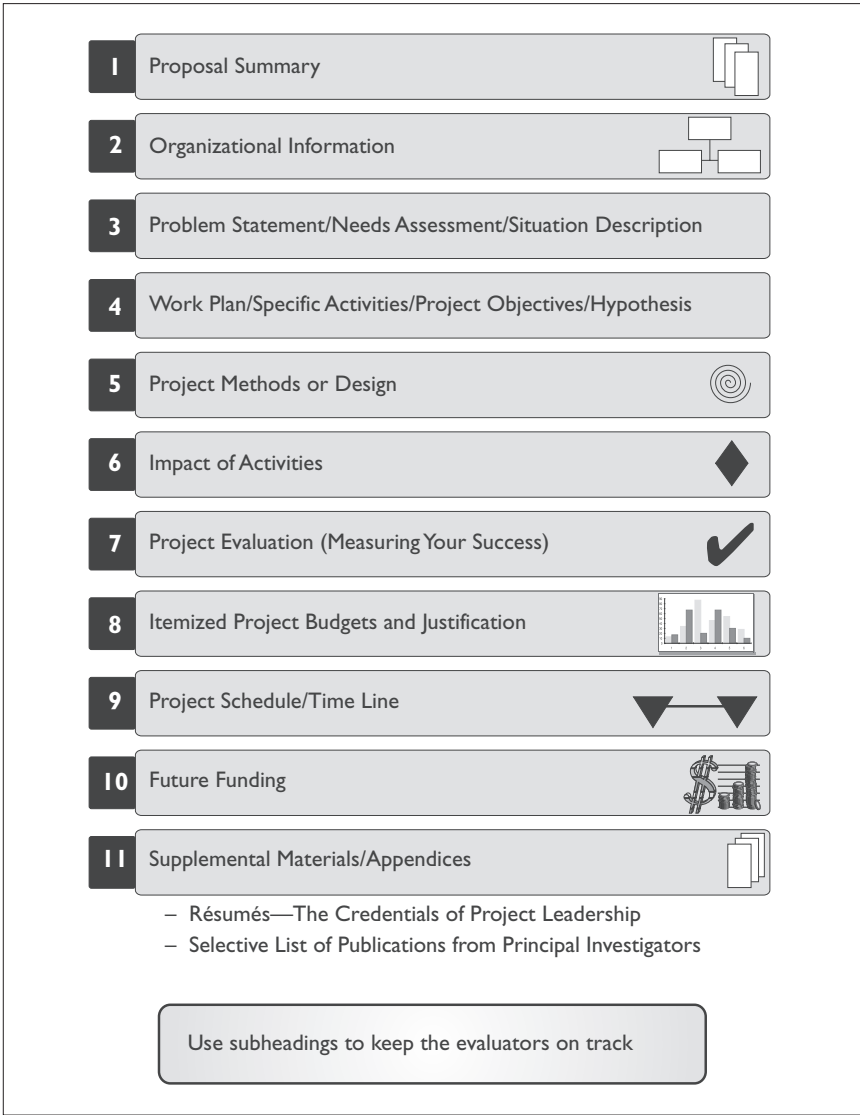 1 Proposal Summary
2 Organizational Information
3 Problem Statement/Needs Assessment/Situation Description
4 Work Plan/Specific Activities/Project Objectives/Hypothesis
5 Project Methods or Design
6 Impact of Activities
7 Project Evaluation (Measuring Your Success)
8 Itemized Project Budgets and Justification
9 Project Schedule/Time Line
10 Future Funding
$
11 Supplemental Materials/Appendices
– Résumés—The Credentials of Project Leadership
– Selective List of Publications from Principal Investigators
Use subheadings to keep the evaluators on track